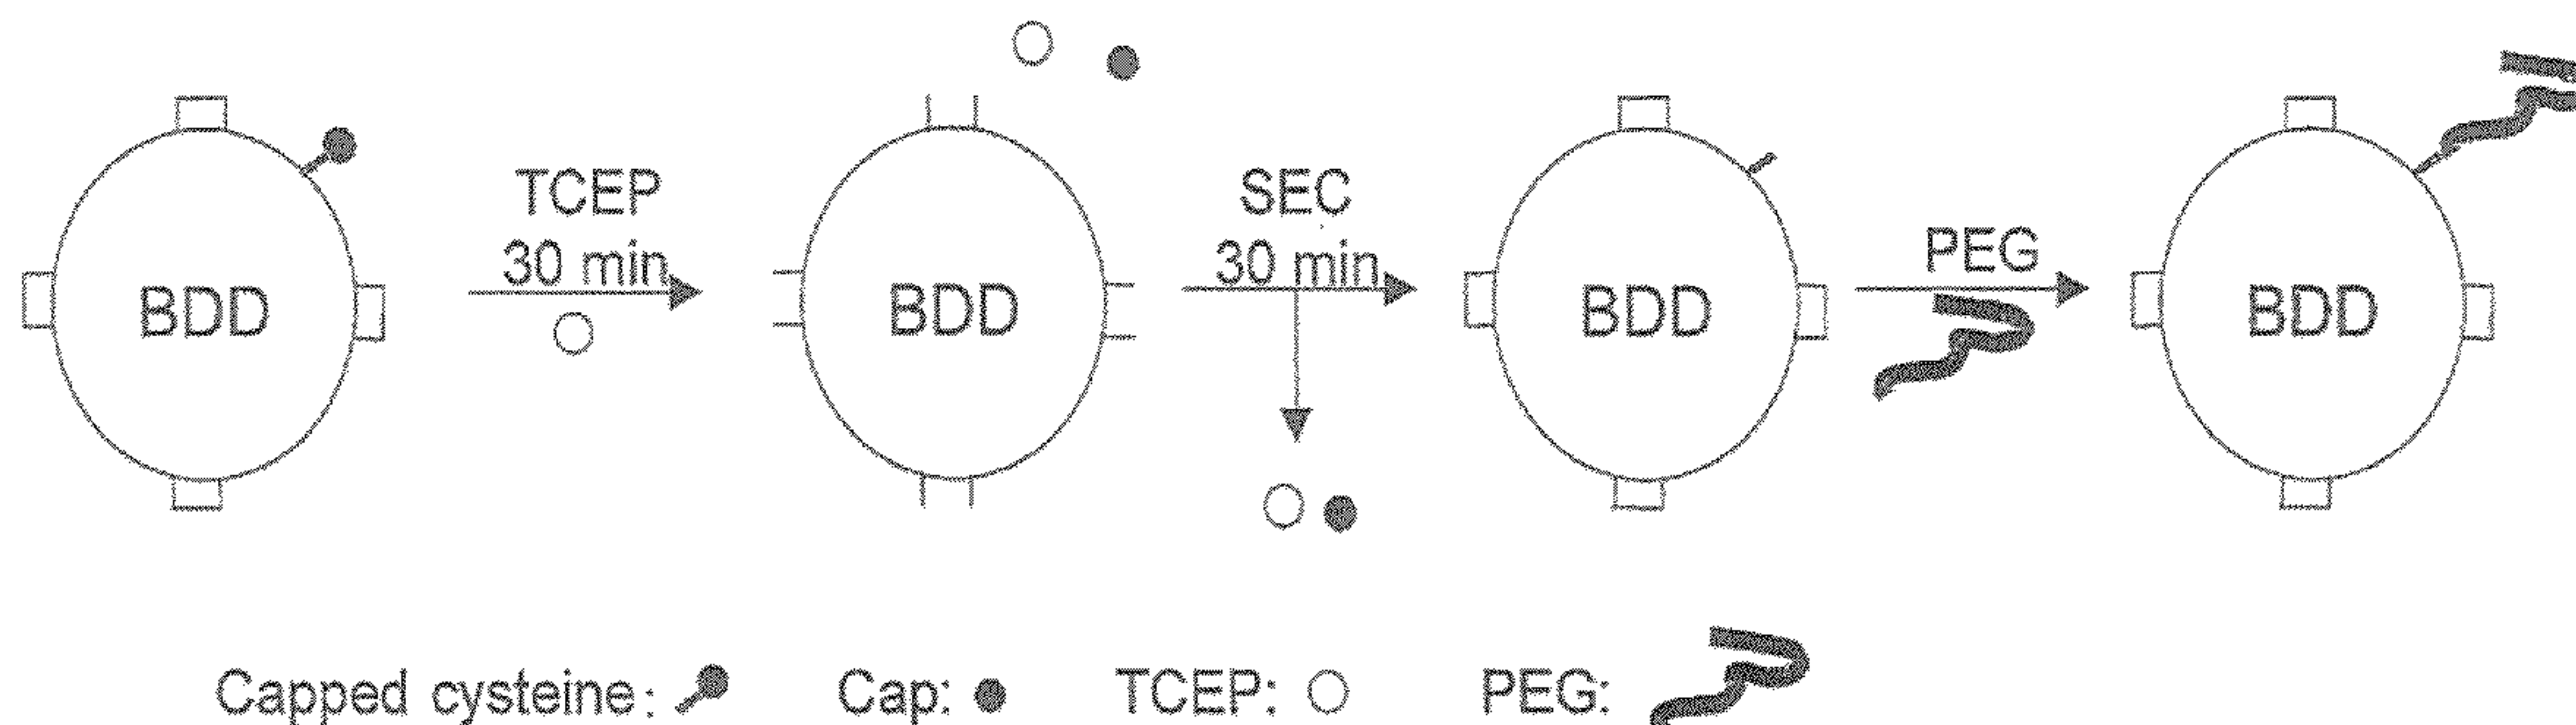 BDD
TCEP
30 min
BDD
SEC
30 min
BDD
PEG
BDD
Capped cysteine: Cap: TCEP: PEG: